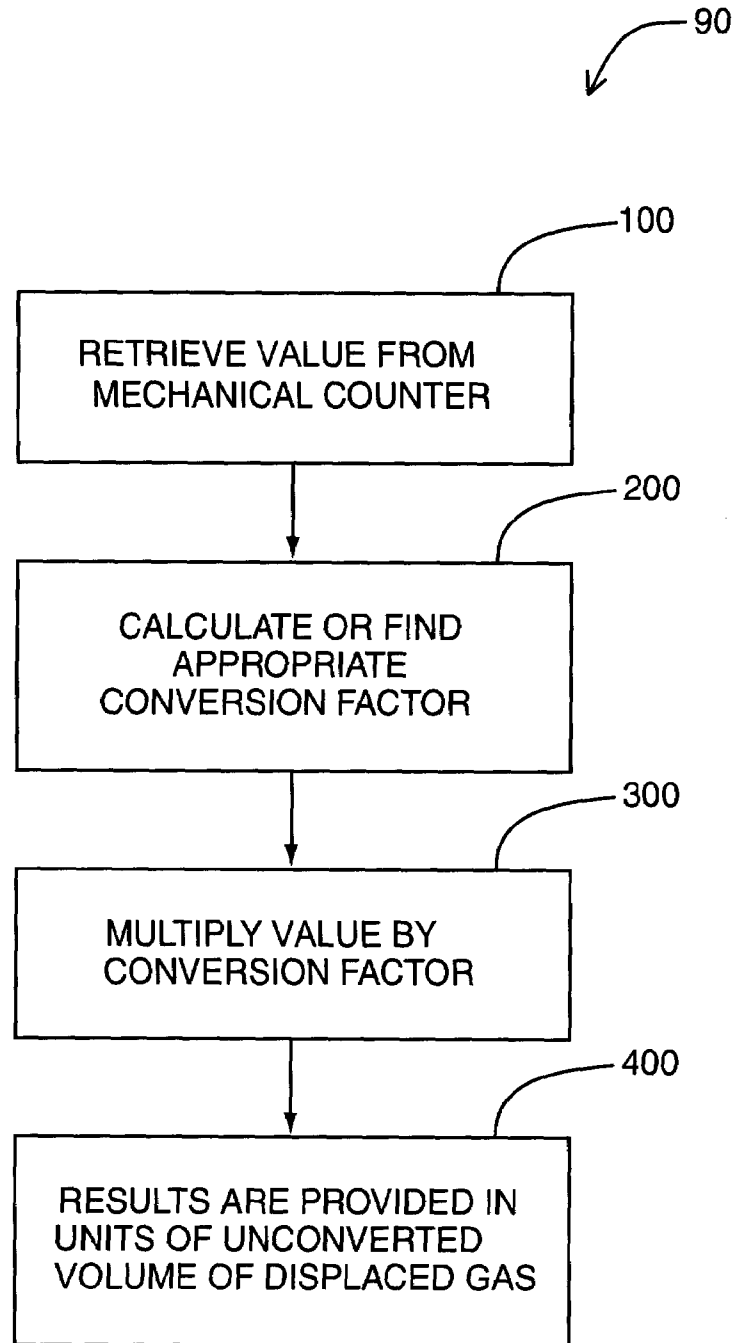 90
100
RETRIEVE VALUE FROM
MECHANICAL COUNTER
200
CALCULATE OR FIND
APPROPRIATE
CONVERSION FACTOR
300
MULTIPLY VALUE BY
CONVERSION FACTOR
400
RESULTS ARE PROVIDED IN
UNITS OF UNCONVERTED
VOLUME OF DISPLACED GAS